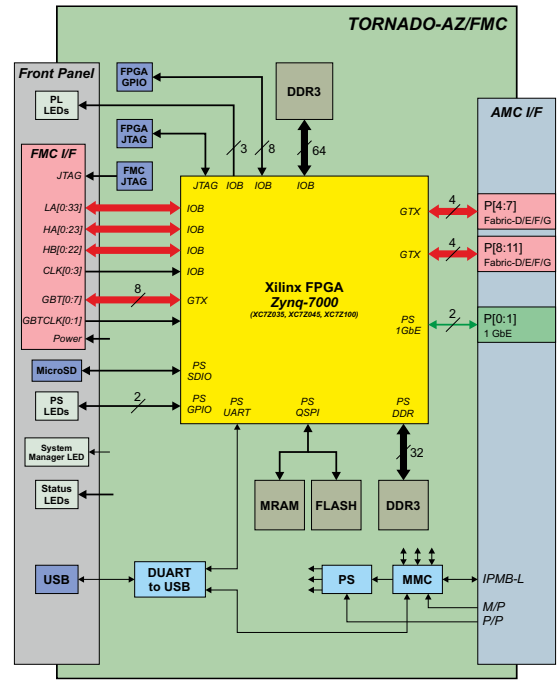 TORNADO-AZ/FMC
Front Panel
AMC I/F
FPGA
GPIO
DDR3
PL
LEDs
FPGA
JTAG
3
8
64
FMC I/F
JTAG
FMC
JTAG
JTAG
IOB
IOB
IOB
LA[0:33]
IOB
GTX
4
P[4:7]
Fabric-D/E/F/G
HA[0:23]
IOB
HB[0:22]
IOB
GTX
4
P[8:11]
Fabric-D/E/F/G
CLK[0:3]
IOB
Xilinx FPGA
Zynq-7000
(XC7Z035, XC7Z045, XC7Z100)
GBT[0:7]
8
GTX
GBTCLK[0:1]
Power
PS
1GbE
2
P[0:1]
1 GbE
MicroSD
PS
SDIO
PS
LEDs
2
PS
GPIO
PS
UART
PS
QSPI
PS
DDR
System
Manager LED
32
Status
LEDs
MRAM
FLASH
DDR3
USB
DUART
to USB
PS
MMC
IPMB-L
M/P
P/P